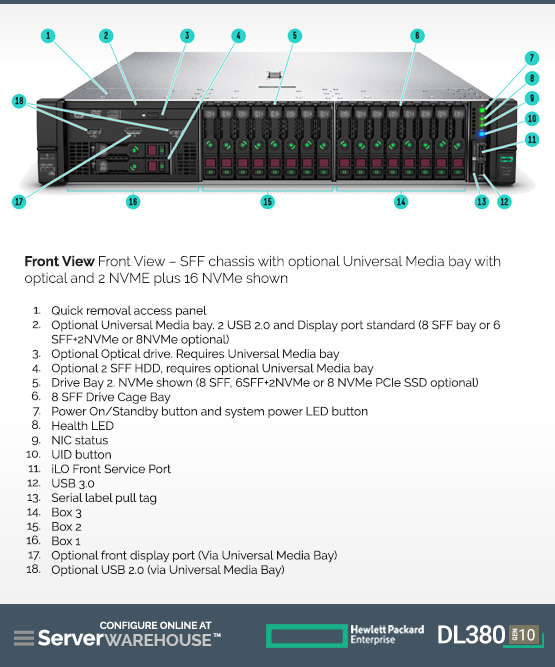 1 2 3 4 5 6
7
8
9
10
11
18
17 16 15 14 13 12
Front View Front View – SFF chassis with optional Universal Media bay with
optical and 2 NVME plus 16 NVMe shown
1. Quick removal access panel
2. Optional Universal Media bay. 2 USB 2.0 and Display port standard (8 SFF bay or 6
SFF+2NVMe or 8NVMe optional)
3. Optional Optical drive. Requires Universal Media bay
4. Optional 2 SFF HDD, requires optional Universal Media bay
5. Drive Bay 2. NVMe shown (8 SFF, 6SFF+2NVMe or 8 NVMe PCIe SSD optional)
6. 8 SFF Drive Cage Bay
7. Power On/Standby button and system power LED button
8. Health LED
9. NIC status
10. UID button
11. iLO Front Service Port
12. USB 3.0
13. Serial label pull tag
14. Box 3
15. Box 2
16. Box 1
17. Optional front display port (Via Universal Media Bay)
18. Optional USB 2.0 (via Universal Media Bay)
CONFIGURE ONLINE AT
ServerWAREHOUSE™
Hewlett Packard
Enterprise
DL380 GEN 10